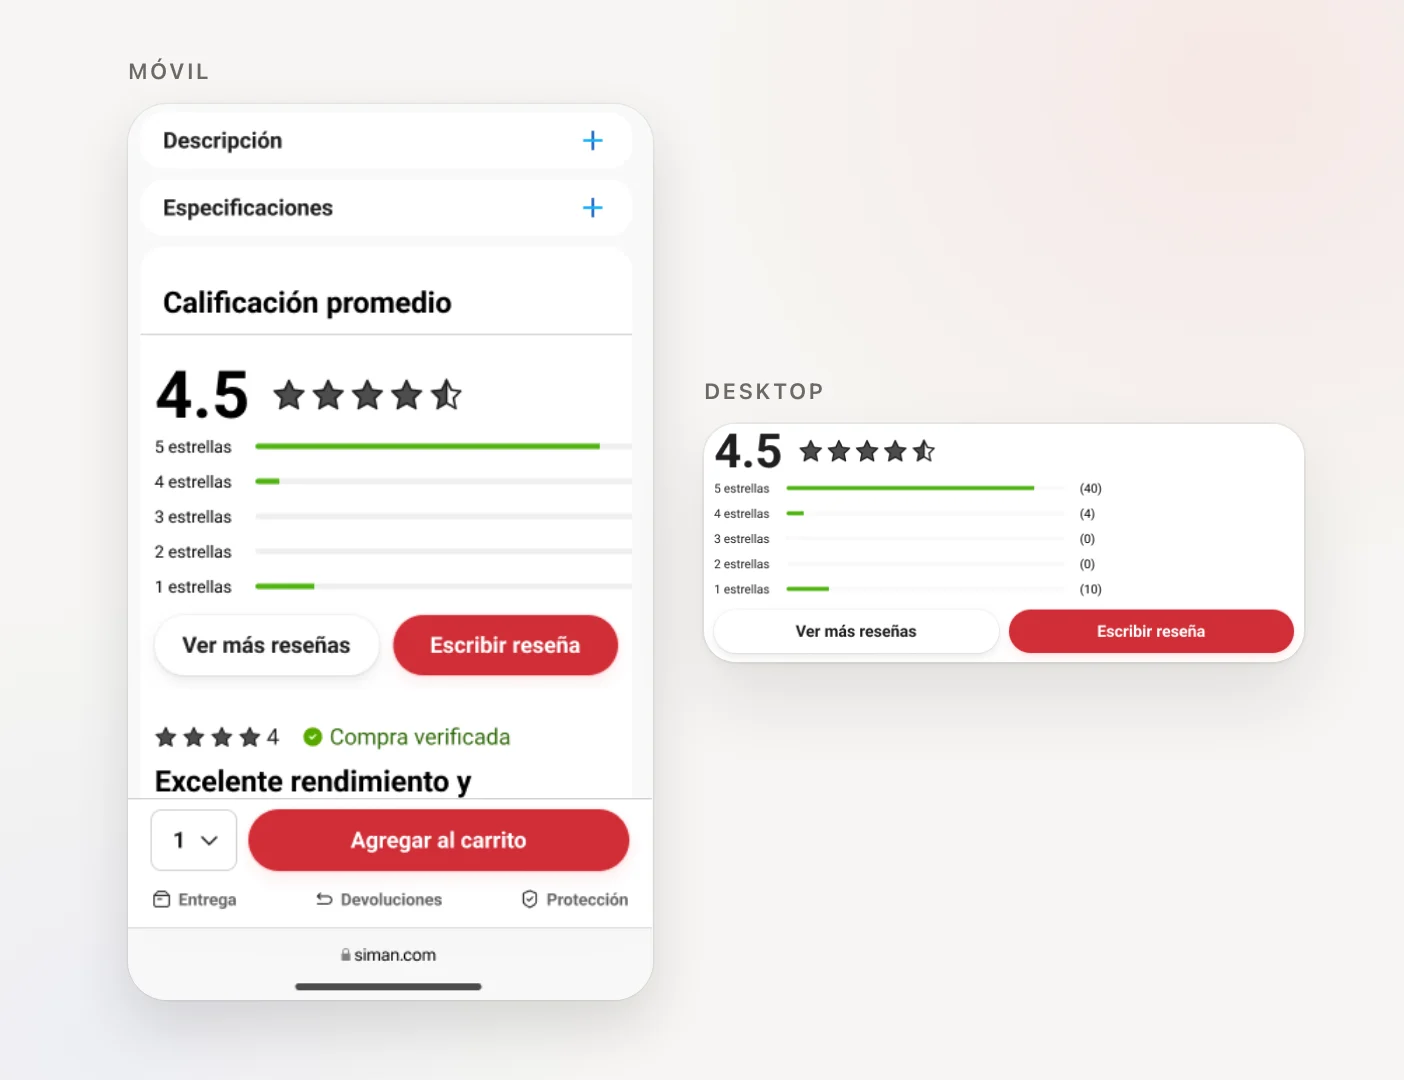 MÓVIL
Descripción
Especificaciones
Calificación promedio
4.5
5 estrellas
4 estrellas
3 estrellas
2 estrellas
1 estrellas
Ver más reseñas
Escribir reseña
4 Compra verificada
Excelente rendimiento y
1 Agregar al carrito
Entrega Devoluciones Protección
siman.com
DESKTOP
4.5
5 estrellas (40)
4 estrellas (4)
3 estrellas (0)
2 estrellas (0)
1 estrellas (10)
Ver más reseñas
Escribir reseña